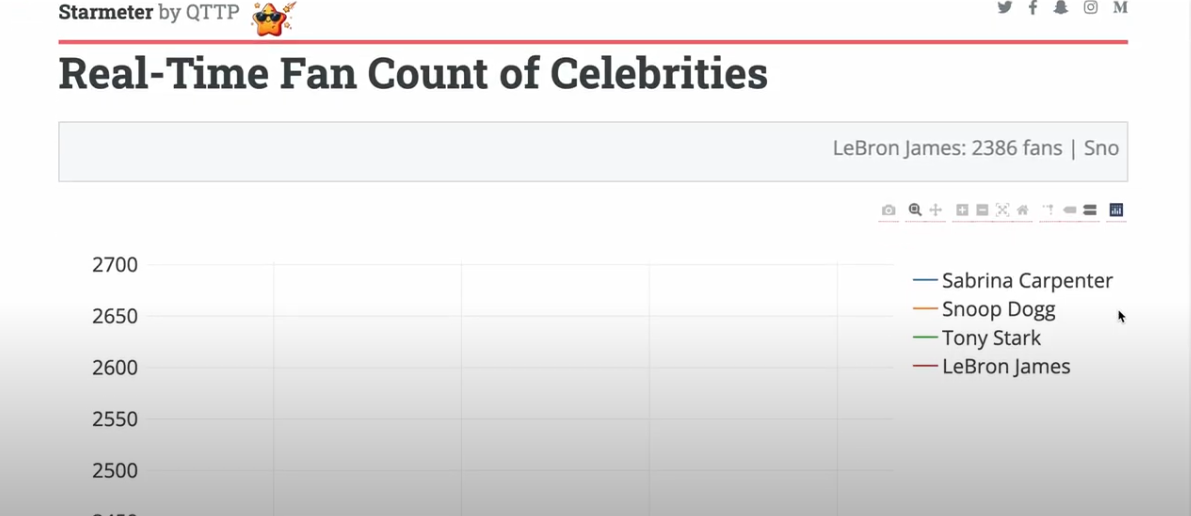 Starmeter by QTTP
M
Real-Time Fan Count of Celebrities
LeBron James: 2386 fans | Sno
2700
2650
2600
2550
2500
Sabrina Carpenter
Snoop Dogg
Tony Stark
LeBron James